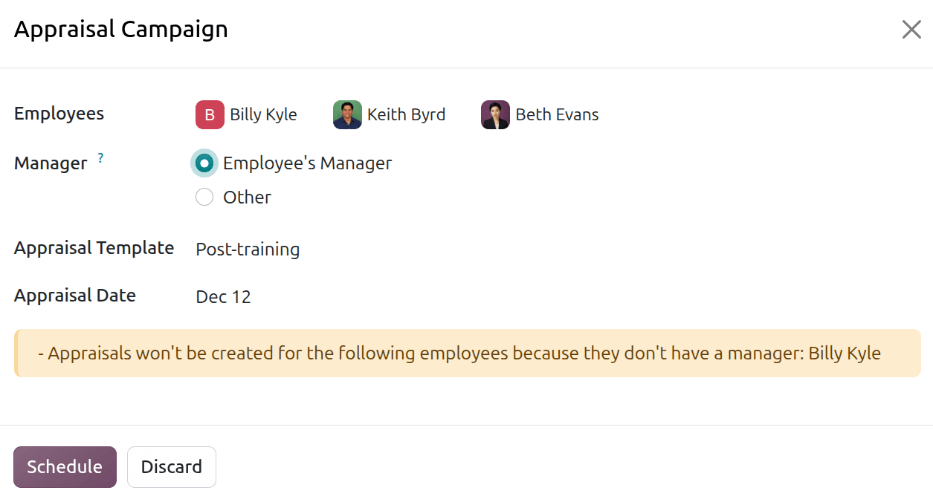 Appraisal Campaign
Employees B Billy Kyle Keith Byrd Beth Evans
Manager ? Employee's Manager
Other
Appraisal Template Post-training
Appraisal Date Dec 12
- Appraisals won't be created for the following employees because they don't have a manager: Billy Kyle
Schedule Discard